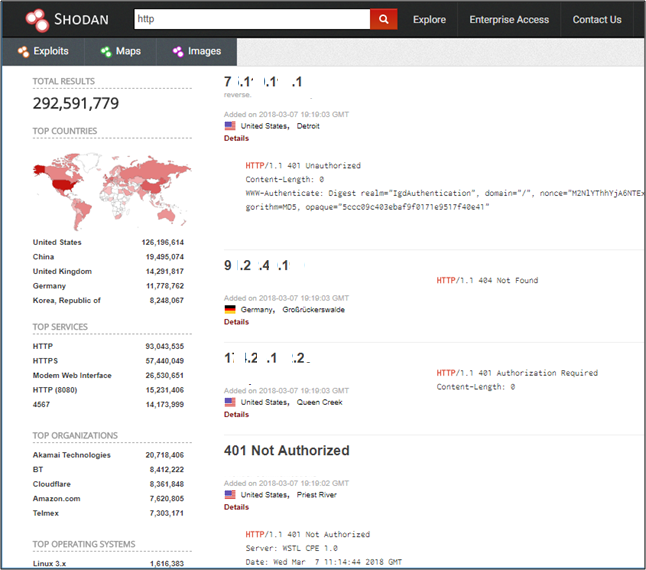 SHODAN
http
Explore
Enterprise Access
Contact Us
Exploits
Maps
Images
TOTAL RESULTS
292,591,779
TOP COUNTRIES
United States 126,196,614
China 19,495,074
United Kingdom 14,291,817
Germany 11,778,762
Korea, Republic of 8,248,067
TOP SERVICES
HTTP 93,043,535
HTTPS 57,440,049
Modem Web Interface 26,530,651
HTTP (8080) 15,231,406
4567 14,173,999
TOP ORGANIZATIONS
Akamai Technologies 20,718,406
BT 8,412,222
Cloudflare 8,361,848
Amazon.com 7,620,805
Telmex 7,303,171
TOP OPERATING SYSTEMS
Linux 3.x 1,616,383
reverse.
Added on 2018-03-07 19:19:03 GMT
United States, Detroit
Details
HTTP/1.1 401 Unauthorized
Content-Length: 0
WWW-Authenticate: Digest realm="IgdAuthentication", domain="/", nonce="M2NlYThhYjA6NTEx
gorithm=MD5, opaque="5ccc09c403ebaf9f0171e9517f40e41"
Added on 2018-03-07 19:19:03 GMT
Germany, Großrückerswalde
Details
HTTP/1.1 404 Not Found
Added on 2018-03-07 19:19:03 GMT
United States, Queen Creek
Details
HTTP/1.1 401 Authorization Required
Content-Length: 0
401 Not Authorized
Added on 2018-03-07 19:19:02 GMT
United States, Priest River
Details
HTTP/1.1 401 Not Authorized
Server: WSTL CPE 1.0
Date: Wed Mar 7 11:14:44 2018 GMT